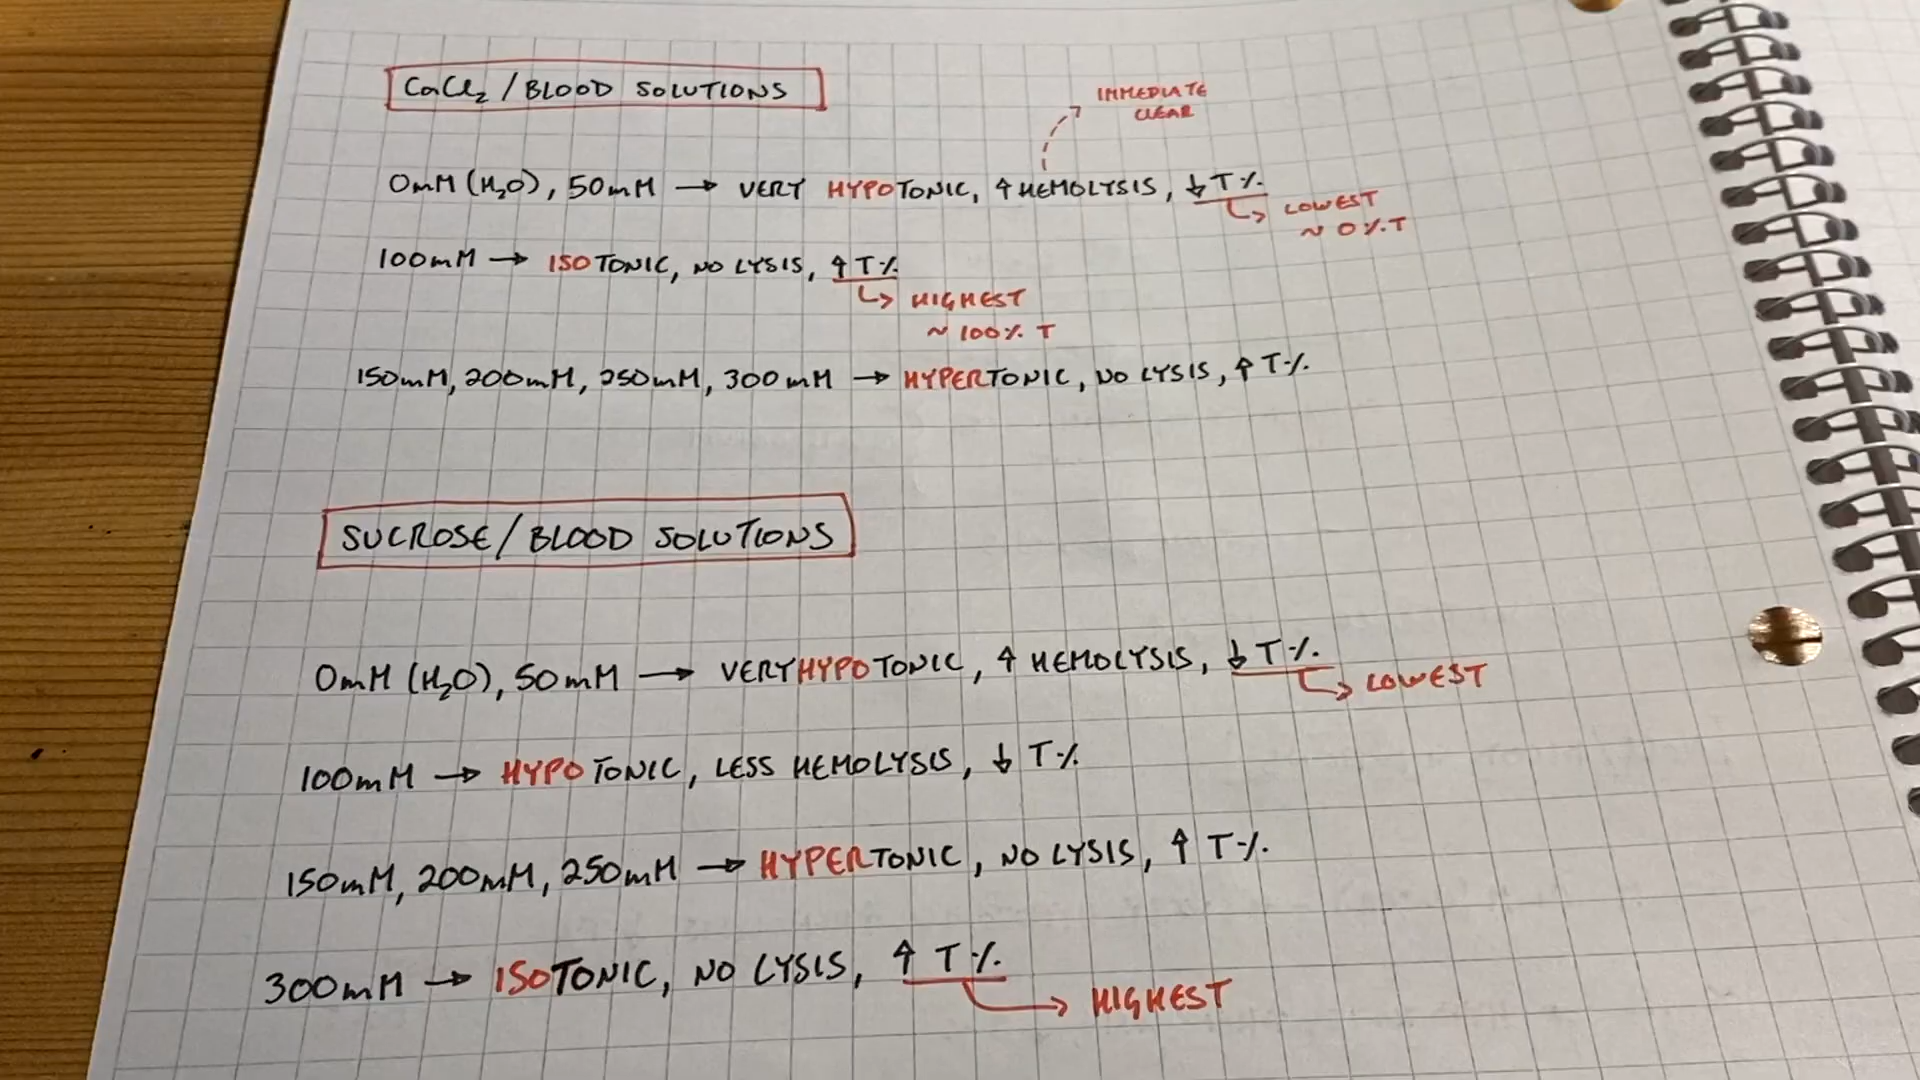 CaCl₂ / BLOOD SOLUTIONS
IMMEDIATE
CLEAR
0mM (H₂O), 50mM → VERY HYPOTONIC, ↑ HEMOLYSIS, ↓ T%
LOWEST
~ 0%T
100mM → ISOTONIC, NO LYSIS, ↑ T%
HIGHEST
~ 100% T
150mM, 200mM, 250mM, 300mM → HYPERTONIC, NO LYSIS, ↑ T%
SUCROSE / BLOOD SOLUTIONS
0mM (H₂O), 50mM → VERY HYPOTONIC, ↑ HEMOLYSIS, ↓ T%
LOWEST
100mM → HYPOTONIC, LESS HEMOLYSIS, ↓ T%
150mM, 200mM, 250mM → HYPERTONIC, NO LYSIS, ↑ T%
300mM → ISOTONIC, NO LYSIS, ↑ T%
HIGHEST